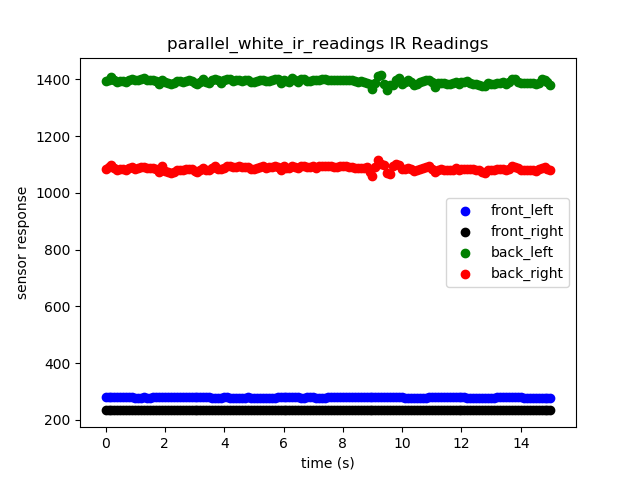 parallel_white_ir_readings IR Readings
1400
1200
1000
800
600
400
200
sensor response
front_left
front_right
back_left
back_right
0 2 4 6 8 10 12 14
time (s)